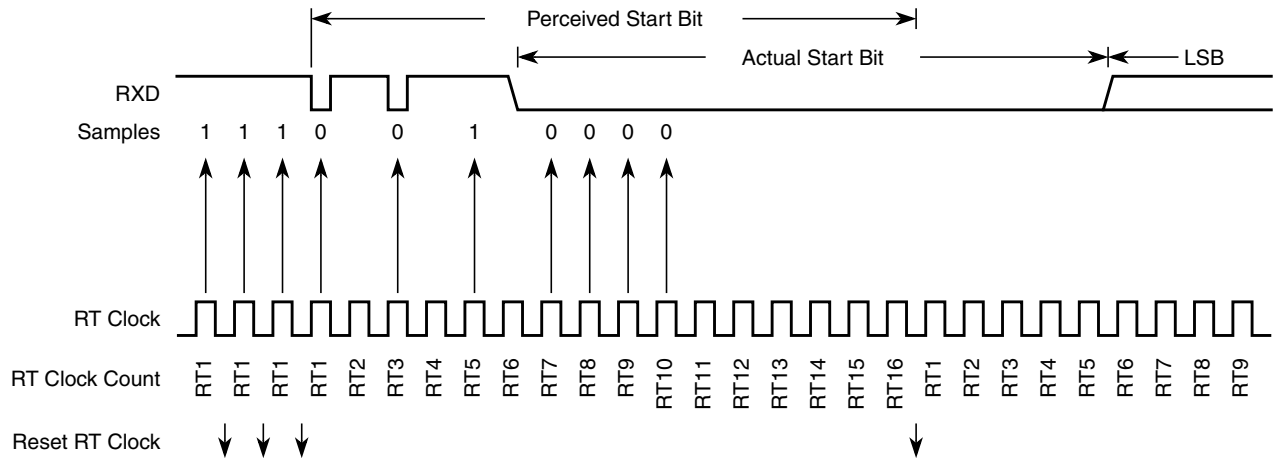 Perceived Start Bit
Actual Start Bit
LSB
RXD
Samples 1 1 1 0 0 1 0 0 0 0
RT Clock
RT Clock Count RT1 RT1 RT1 RT1 RT2 RT3 RT4 RT5 RT6 RT7 RT8 RT9 RT10 RT11 RT12 RT13 RT14 RT15 RT16 RT1 RT2 RT3 RT4 RT5 RT6 RT7 RT8 RT9
Reset RT Clock